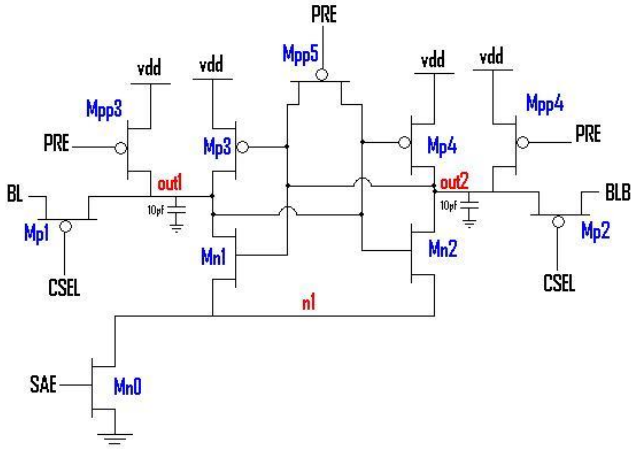 PRE
Mpp5
vdd
vdd
vdd
vdd
Mpp3
Mpp4
PRE
Mp3
Mp4
PRE
BL
out1
out2
BLB
10pf
10pf
Mp1
Mn1
Mn2
Mp2
CSEL
CSEL
n1
SAE
Mn0